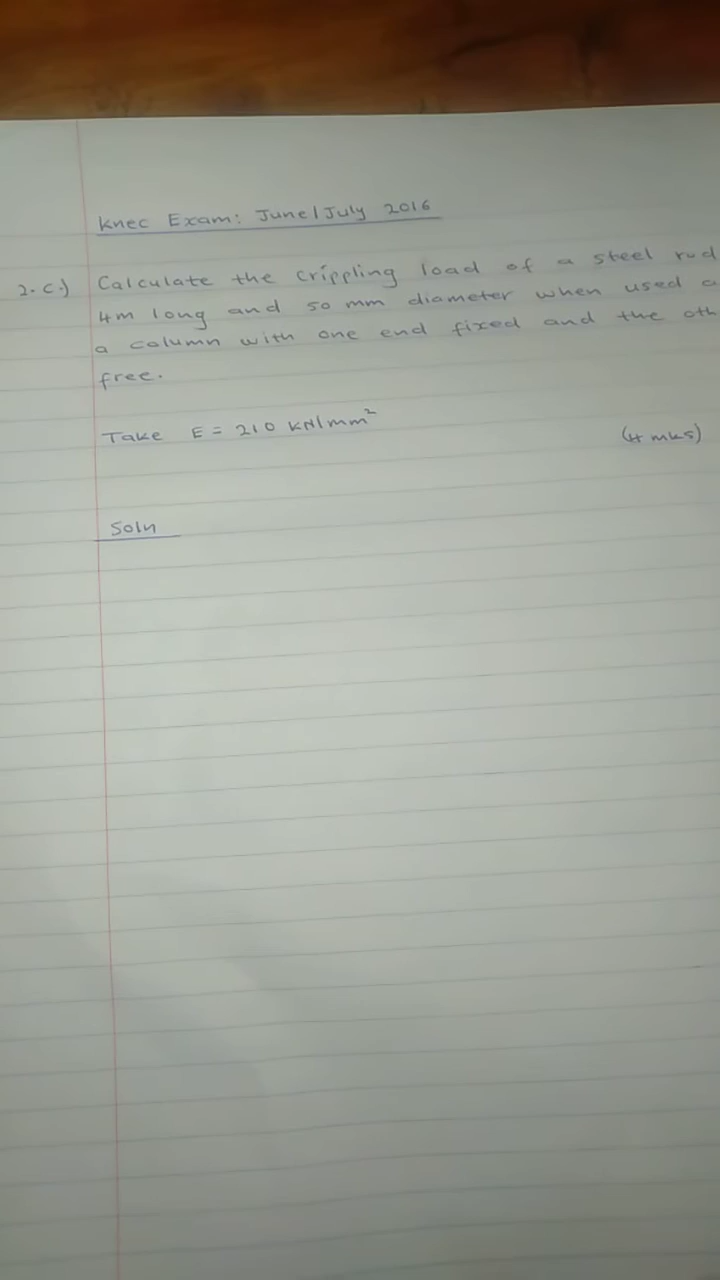 Knec Exam: June/July 2016
2.c.) Calculate the crippling load of a steel rod
4m long and 50 mm diameter when used a
a column with one end fixed and the oth
free.
Take E = 210 KN/mm²
(4 mks)
Soln